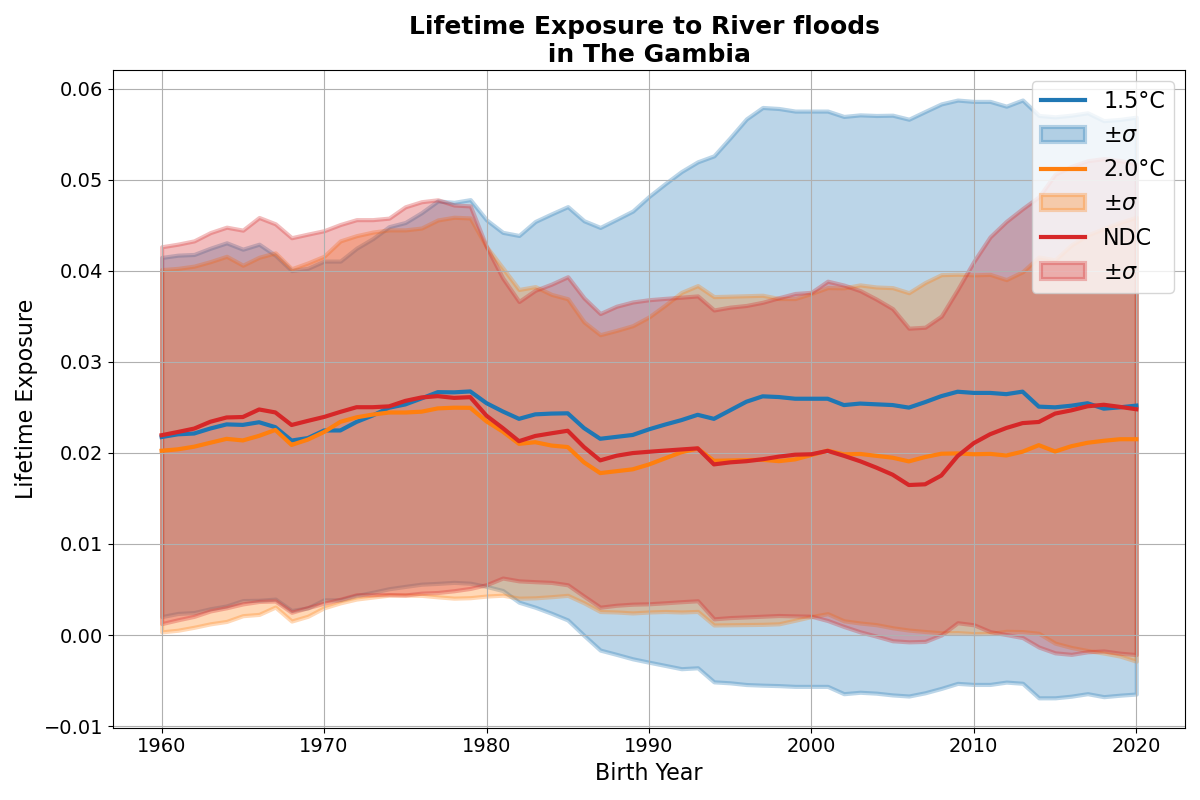 Lifetime Exposure to River floods
in The Gambia
Lifetime Exposure
0.06
0.05
0.04
0.03
0.02
0.01
0.00
−0.01
1960
1970
1980
1990
2000
2010
2020
Birth Year
1.5°C
±σ
2.0°C
±σ
NDC
±σ